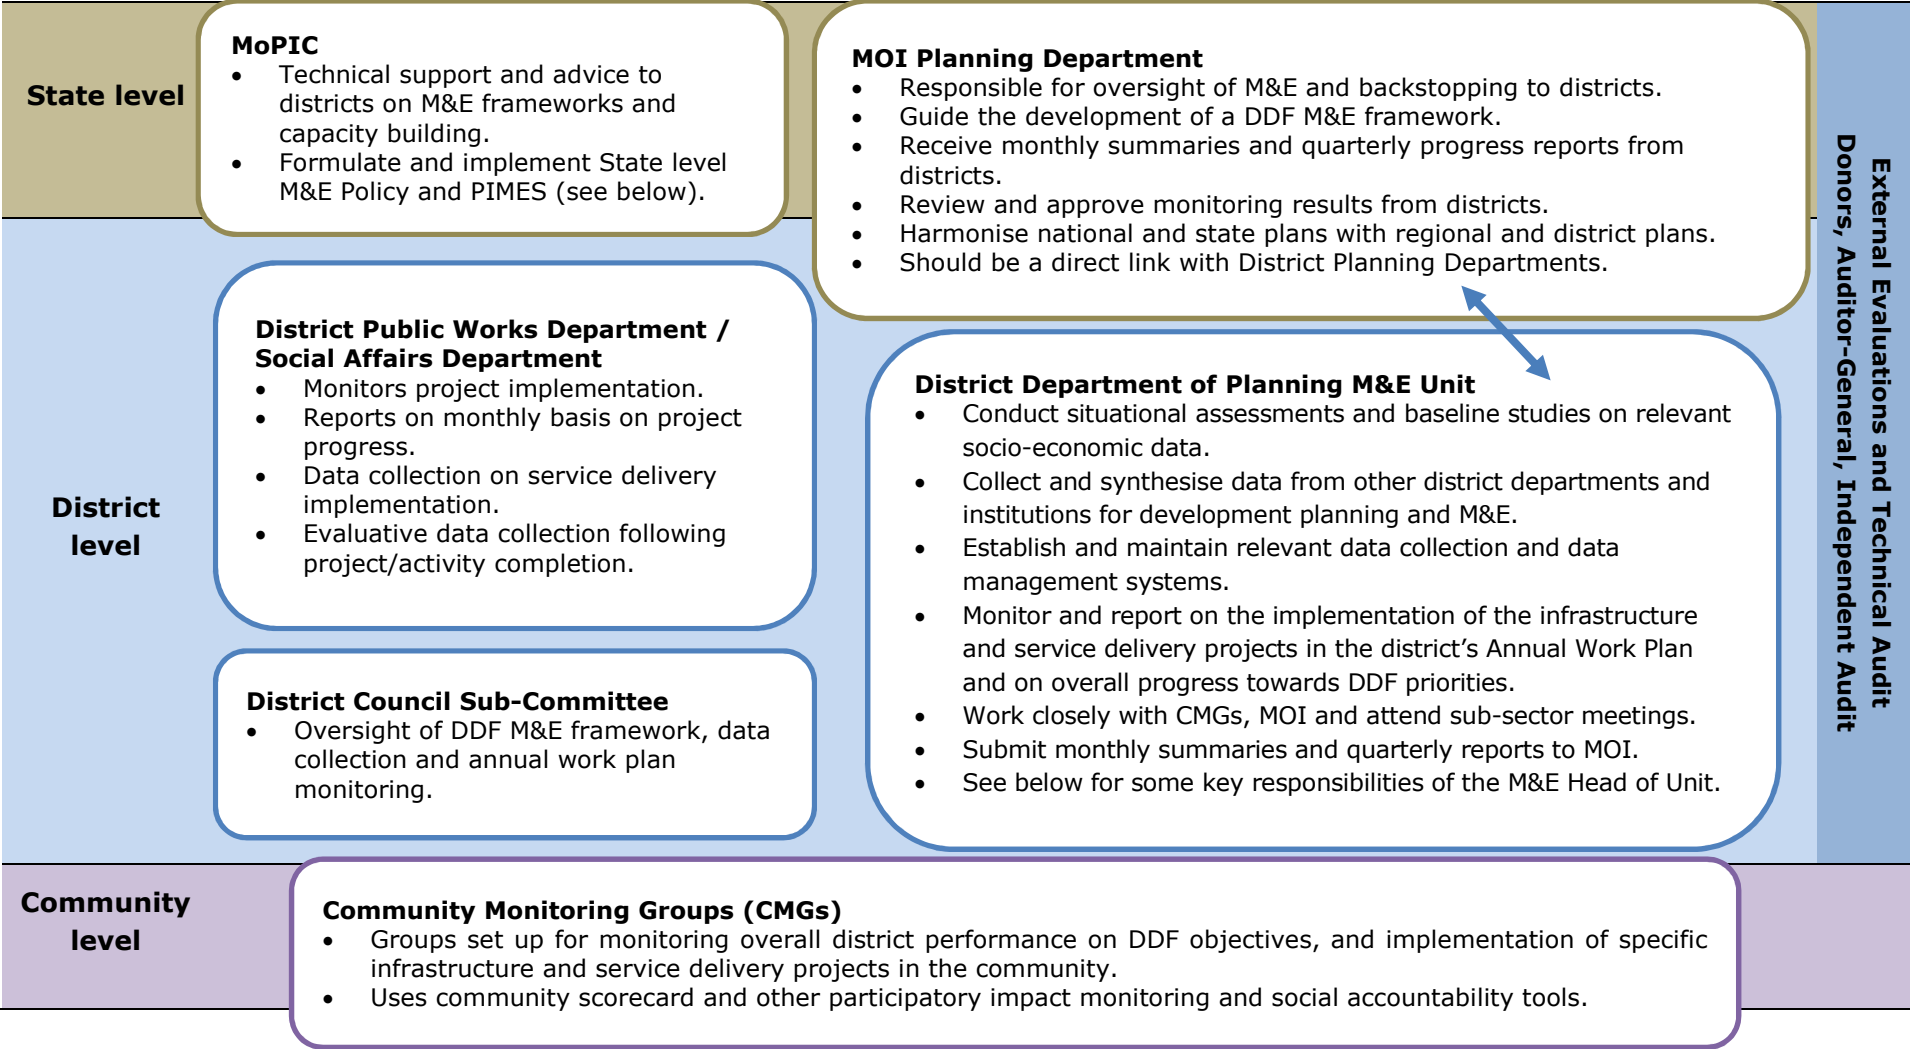 State level
MoPIC
• Technical support and advice to
districts on M&E frameworks and
capacity building.
• Formulate and implement State level
M&E Policy and PIMES (see below).
MOI Planning Department
• Responsible for oversight of M&E and backstopping to districts.
• Guide the development of a DDF M&E framework.
• Receive monthly summaries and quarterly progress reports from
districts.
• Review and approve monitoring results from districts.
• Harmonise national and state plans with regional and district plans.
• Should be a direct link with District Planning Departments.
District
level
District Public Works Department /
Social Affairs Department
• Monitors project implementation.
• Reports on monthly basis on project
progress.
• Data collection on service delivery
implementation.
• Evaluative data collection following
project/activity completion.
District Council Sub-Committee
• Oversight of DDF M&E framework, data
collection and annual work plan
monitoring.
District Department of Planning M&E Unit
• Conduct situational assessments and baseline studies on relevant
socio-economic data.
• Collect and synthesise data from other district departments and
institutions for development planning and M&E.
• Establish and maintain relevant data collection and data
management systems.
• Monitor and report on the implementation of the infrastructure
and service delivery projects in the district’s Annual Work Plan
and on overall progress towards DDF priorities.
• Work closely with CMGs, MOI and attend sub-sector meetings.
• Submit monthly summaries and quarterly reports to MOI.
• See below for some key responsibilities of the M&E Head of Unit.
Community
level
Community Monitoring Groups (CMGs)
• Groups set up for monitoring overall district performance on DDF objectives, and implementation of specific
infrastructure and service delivery projects in the community.
• Uses community scorecard and other participatory impact monitoring and social accountability tools.
External Evaluations and Technical Audit
Donors, Auditor-General, Independent Audit